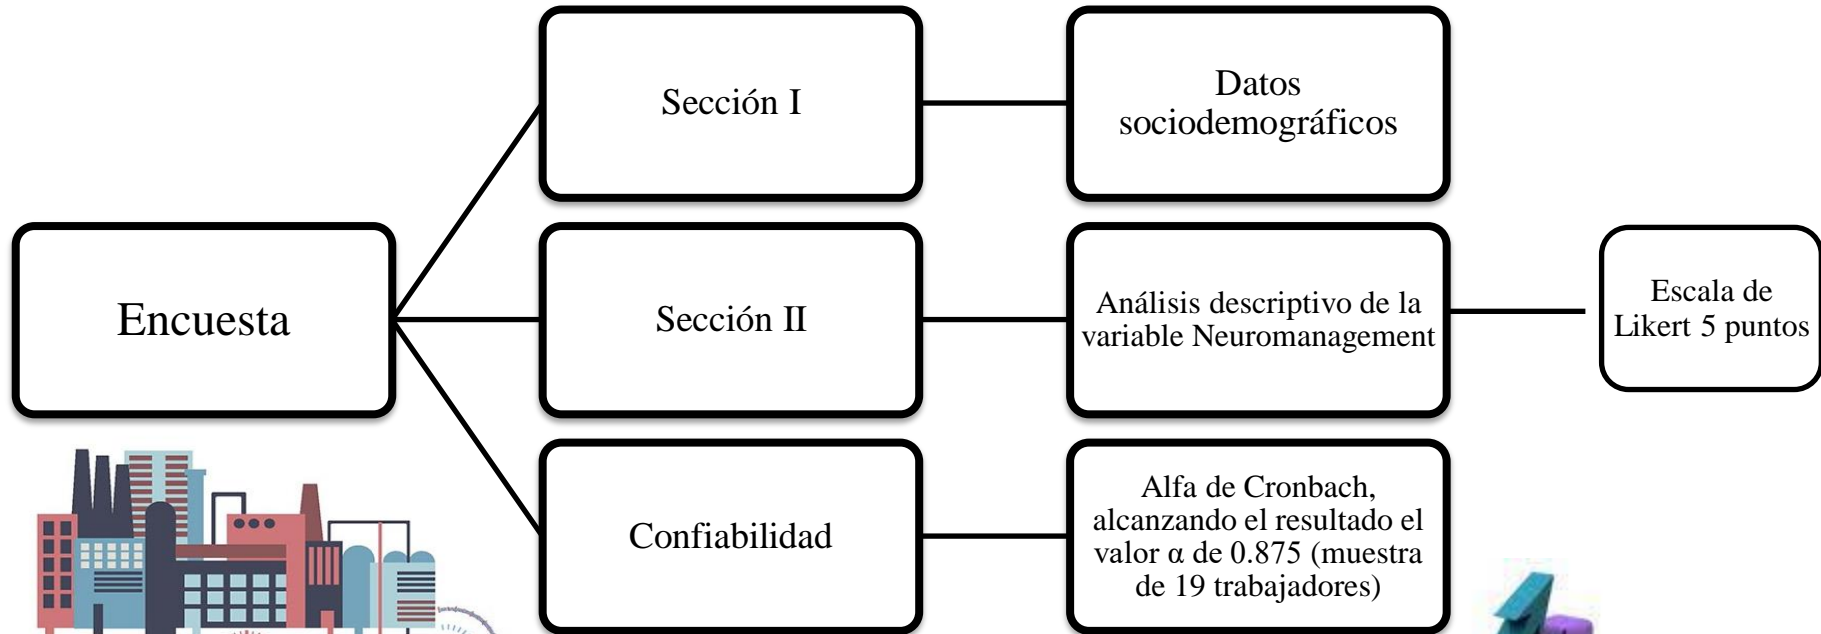 Encuesta
Sección I
Datos
sociodemográficos
Sección II
Análisis descriptivo de la
variable Neuromanagement
Escala de
Likert 5 puntos
Confiabilidad
Alfa de Cronbach,
alcanzando el resultado el
valor α de 0.875 (muestra
de 19 trabajadores)